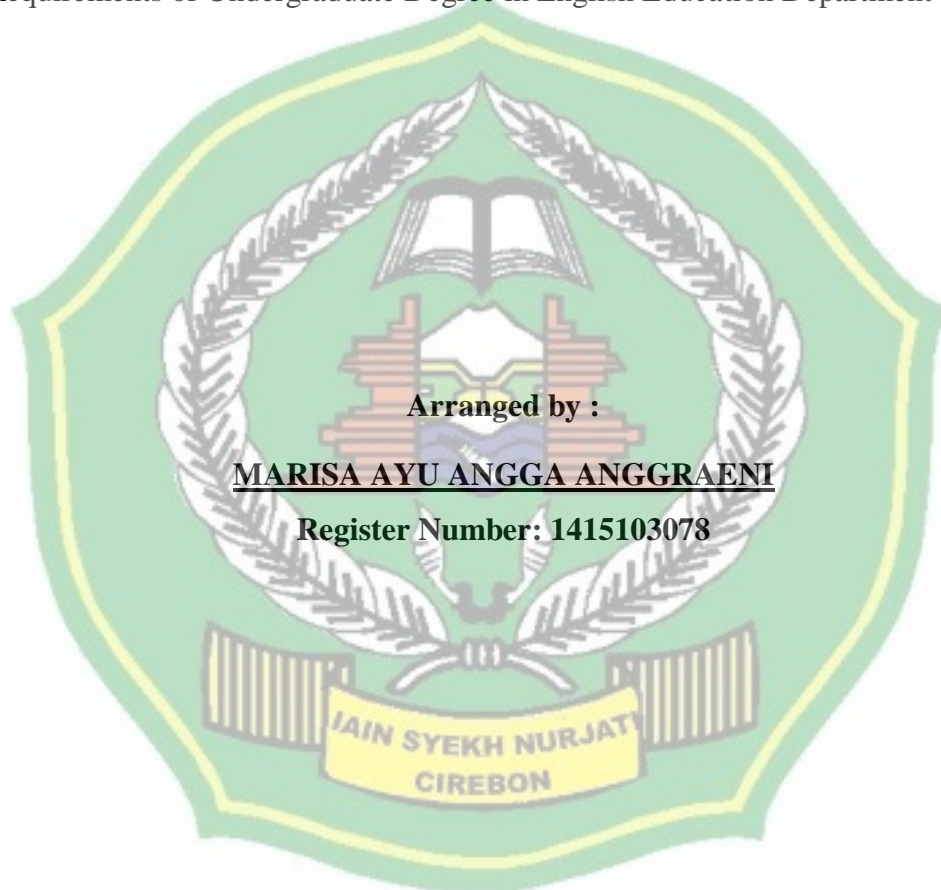 Requirements of Undergraduate Degree in English Education Department
Arranged by :
MARISA AYU ANGGA ANGGRAENI
Register Number: 1415103078
IAIN SYEKH NURJATI
CIREBON